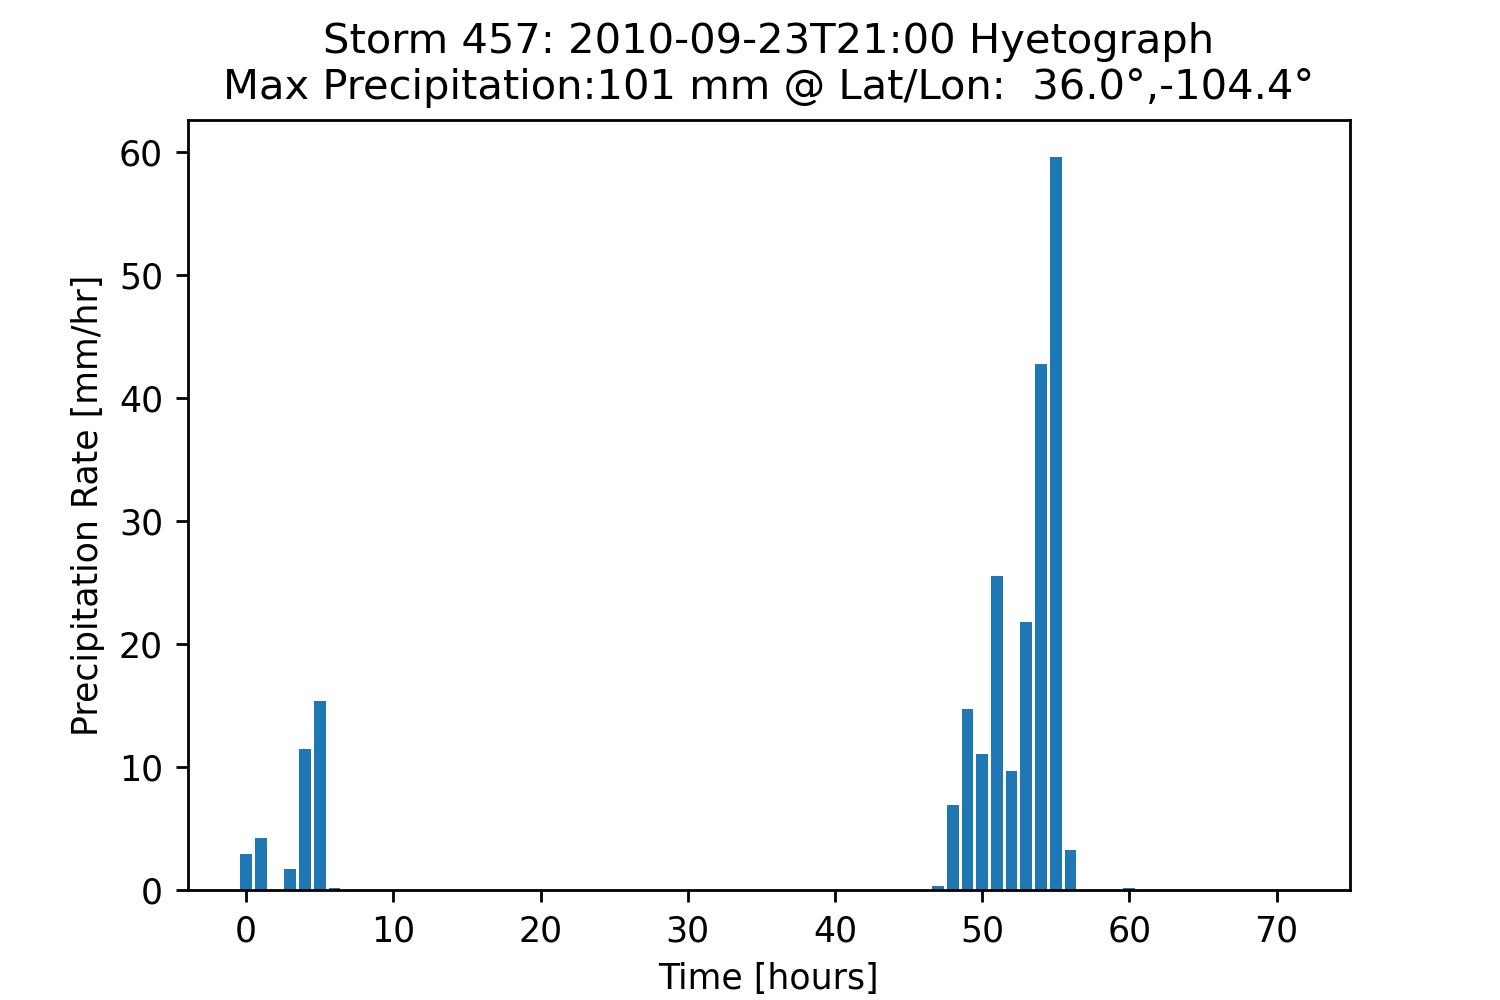 Storm 457: 2010-09-23T21:00 Hyetograph
Max Precipitation:101 mm @ Lat/Lon:  36.0°,-104.4°
60
50
40
30
20
10
0
Precipitation Rate [mm/hr]
0 10 20 30 40 50 60 70
Time [hours]